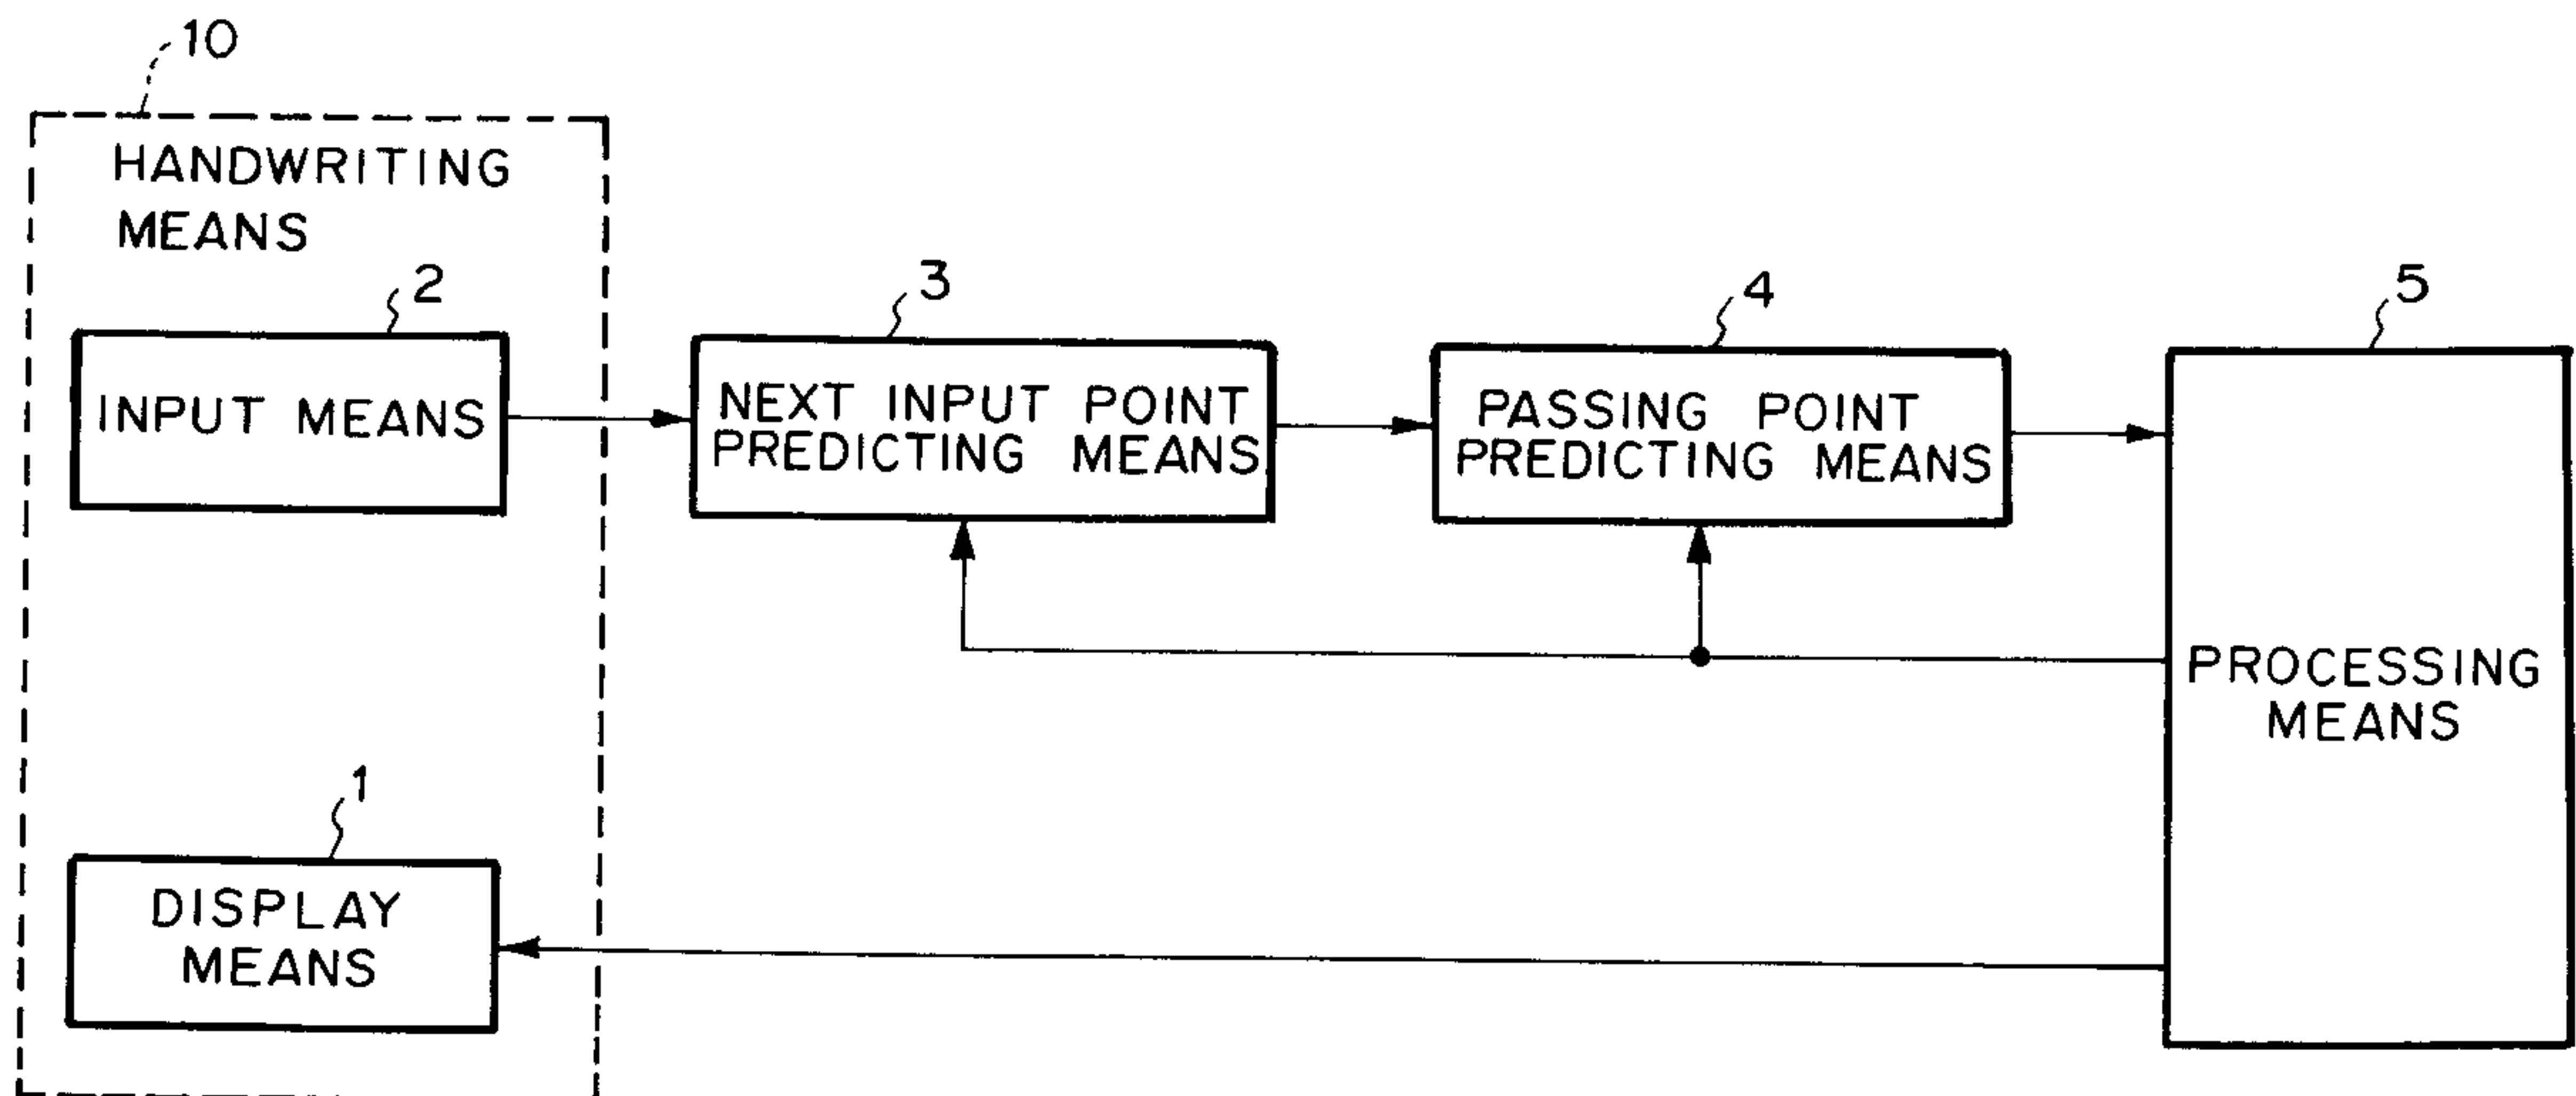 10
HANDWRITING
MEANS
2
INPUT MEANS
3
NEXT INPUT POINT
PREDICTING MEANS
4
PASSING POINT
PREDICTING MEANS
5
PROCESSING
MEANS
1
DISPLAY
MEANS